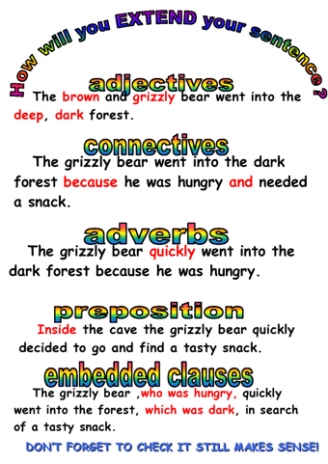 How will you EXTEND your sentence?
adjectives
The brown and grizzly bear went into the
deep, dark forest.
connectives
The grizzly bear went into the dark
forest because he was hungry and needed
a snack.
adverbs
The grizzly bear quickly went into the
dark forest because he was hungry.
preposition
Inside the cave the grizzly bear quickly
decided to go and find a tasty snack.
embedded clauses
The grizzly bear ,who was hungry, quickly
went into the forest, which was dark, in search
of a tasty snack.
DON'T FORGET TO CHECK IT STILL MAKES SENSE!